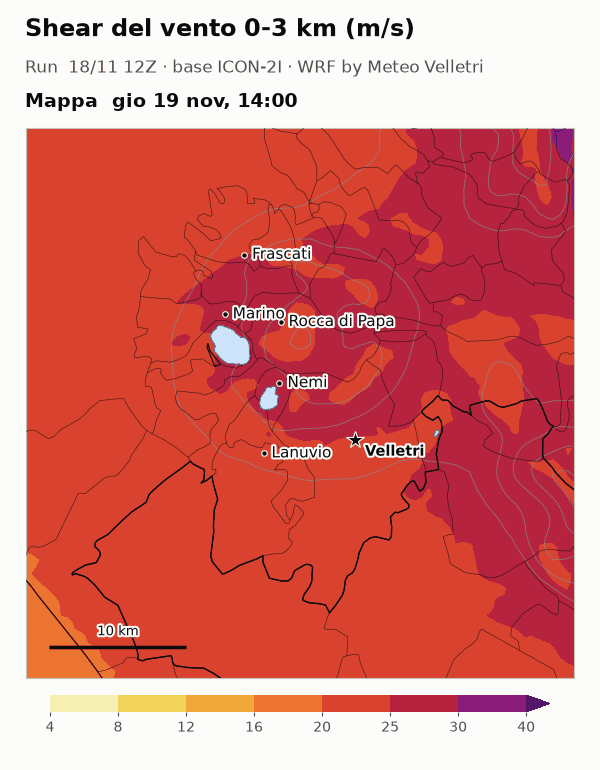 Shear del vento 0-3 km (m/s)
Run  18/11 12Z · base ICON-2I · WRF by Meteo Velletri
Mappa  gio 19 nov, 14:00
Frascati
Marino
Rocca di Papa
Nemi
Velletri
Lanuvio
10 km
4 8 12 16 20 25 30 40